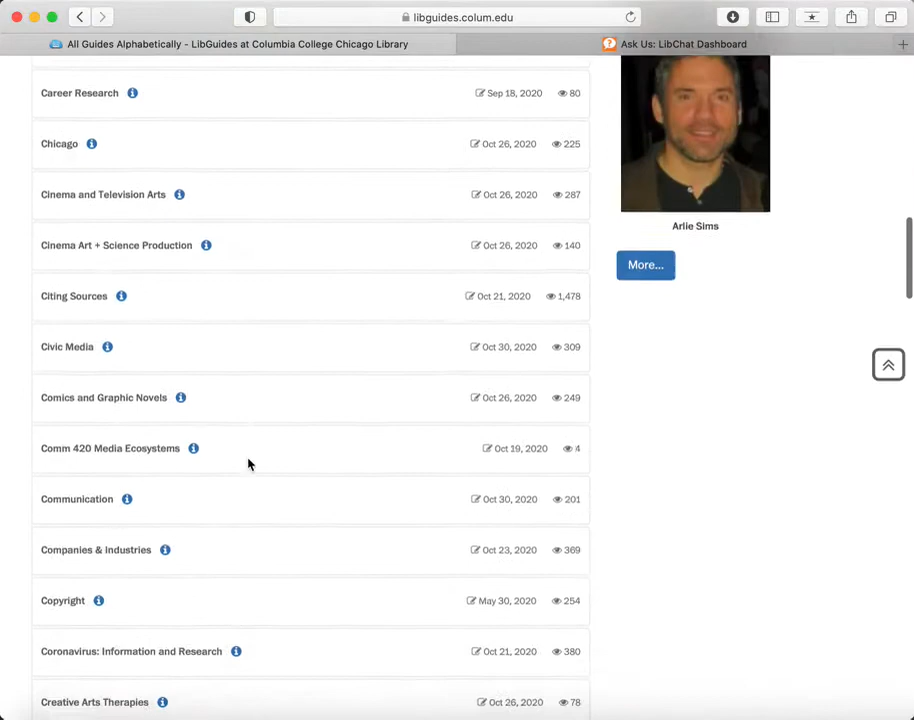 libguides.colum.edu
All Guides Alphabetically - LibGuides at Columbia College Chicago Library
Ask Us: LibChat Dashboard
Career Research Sep 18, 2020 80
Chicago Oct 26, 2020 225
Cinema and Television Arts Oct 26, 2020 287
Cinema Art + Science Production Oct 26, 2020 140
Citing Sources Oct 21, 2020 1,478
Civic Media Oct 30, 2020 309
Comics and Graphic Novels Oct 26, 2020 249
Comm 420 Media Ecosystems Oct 19, 2020 4
Communication Oct 30, 2020 201
Companies & Industries Oct 23, 2020 369
Copyright May 30, 2020 254
Coronavirus: Information and Research Oct 21, 2020 380
Creative Arts Therapies Oct 26, 2020 78
Arlie Sims
More...